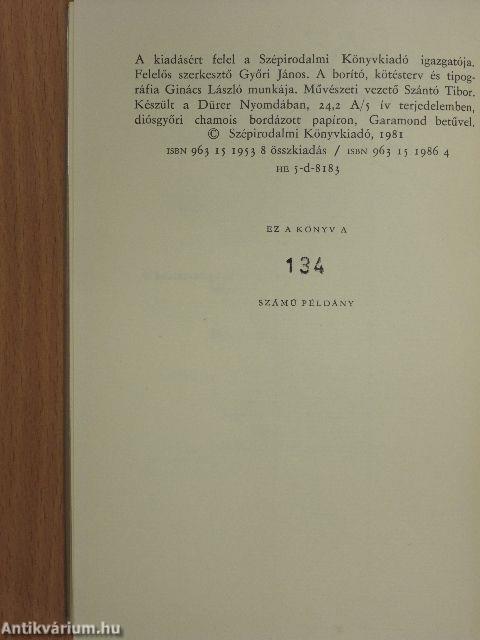 A kiadásért felel a Szépirodalmi Könyvkiadó igazgatója.
Felelős szerkesztő Győri János. A borító, kötésterv és tipog-
ráfia Ginács László munkája. Művészeti vezető Szántó Tibor.
Készült a Dürer Nyomdában, 24,2 A/5 ív terjedelemben,
diósgyőri chamois bordázott papíron, Garamond betűvel.
© Szépirodalmi Könyvkiadó, 1981
ISBN 963 15 1953 8 összkiadás / ISBN 963 15 1986 4
HE 5-d-8183
EZ A KÖNYV A
134
SZÁMÚ PÉLDÁNY
Antikvárium.hu